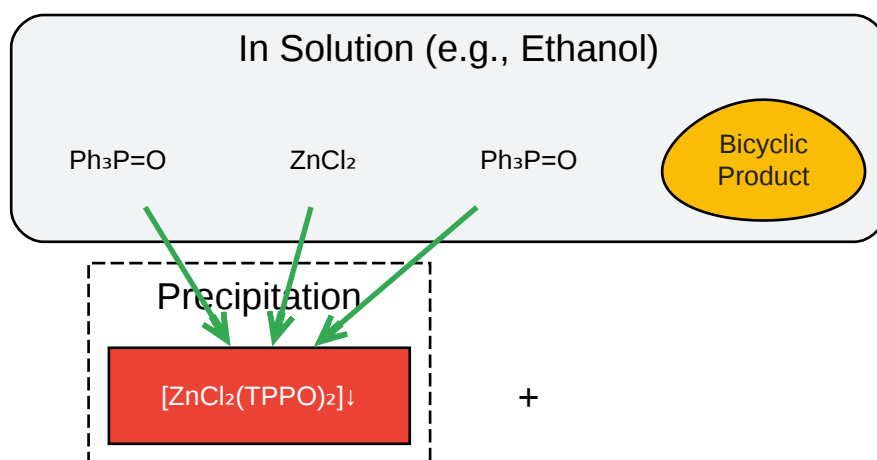 In Solution (e.g., Ethanol)
Ph₃P=O
ZnCl₂
Ph₃P=O
Bicyclic
Product
Precipitation
[ZnCl₂(TPPO)₂]↓
+